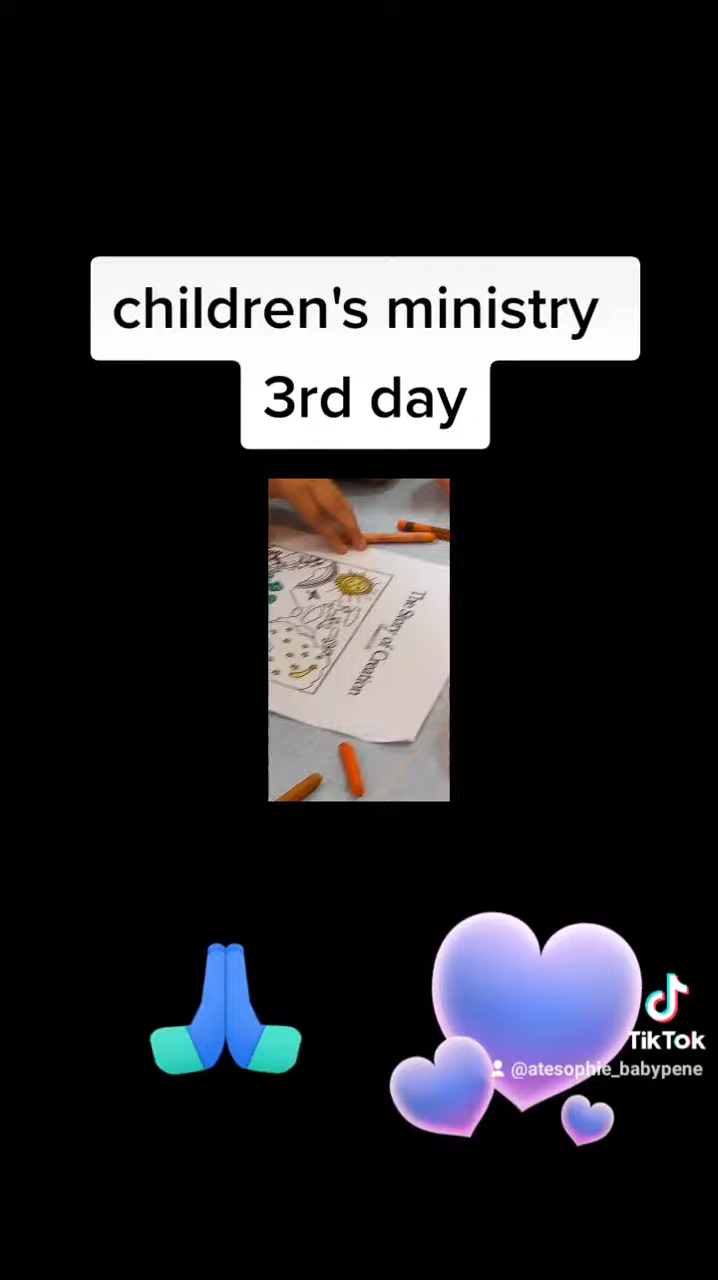 children's ministry
3rd day
The Story of Creation
TikTok
@atesophie_babypene